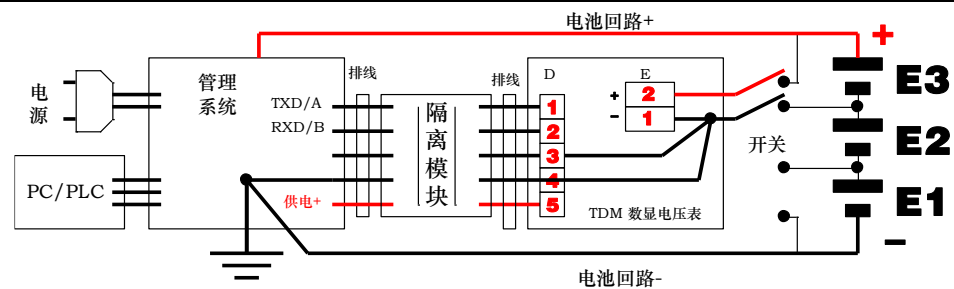 电池回路+
+
电
源
管理
系统
TXD/A
RXD/B
供电+
PC/PLC
排线
隔离模块
排线
D
1
2
3
4
5
E
+
2
-
1
TDM 数显电压表
开关
E3
E2
E1
-
电池回路-